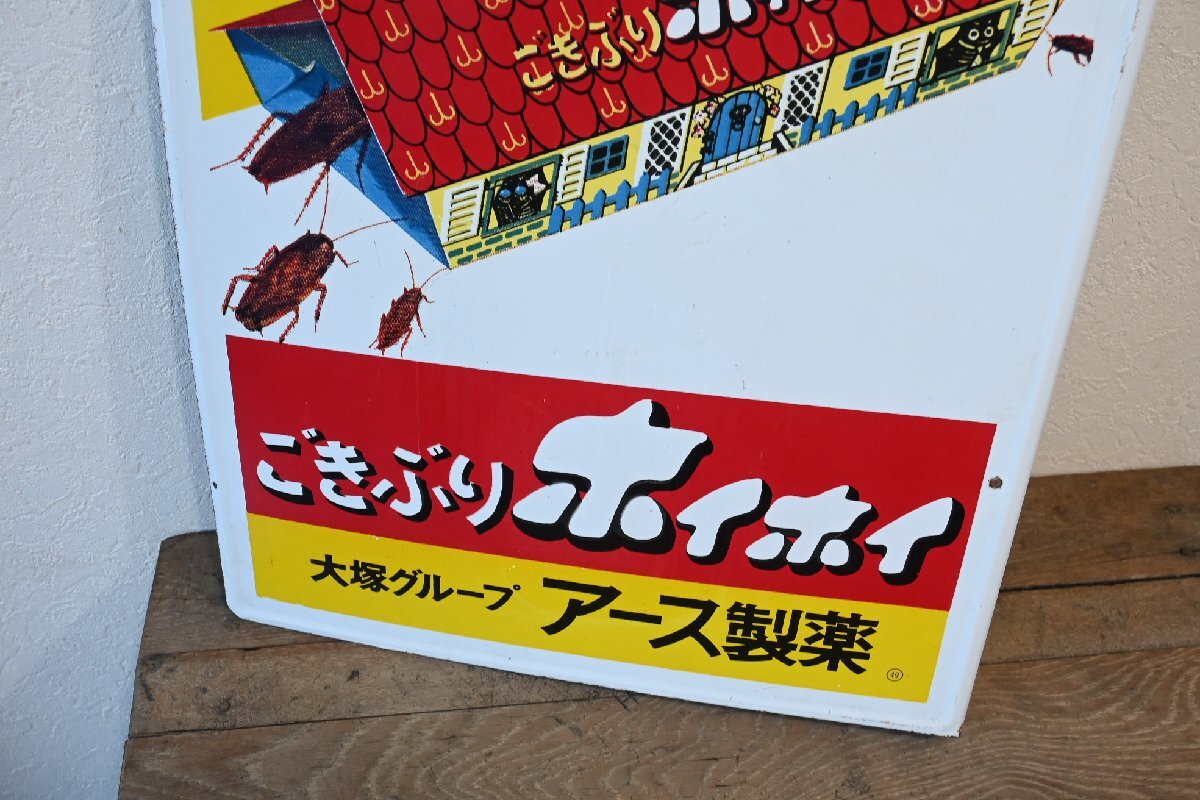 ごきぶり
ごきぶりホイホイ
大塚グループ アース製薬
49